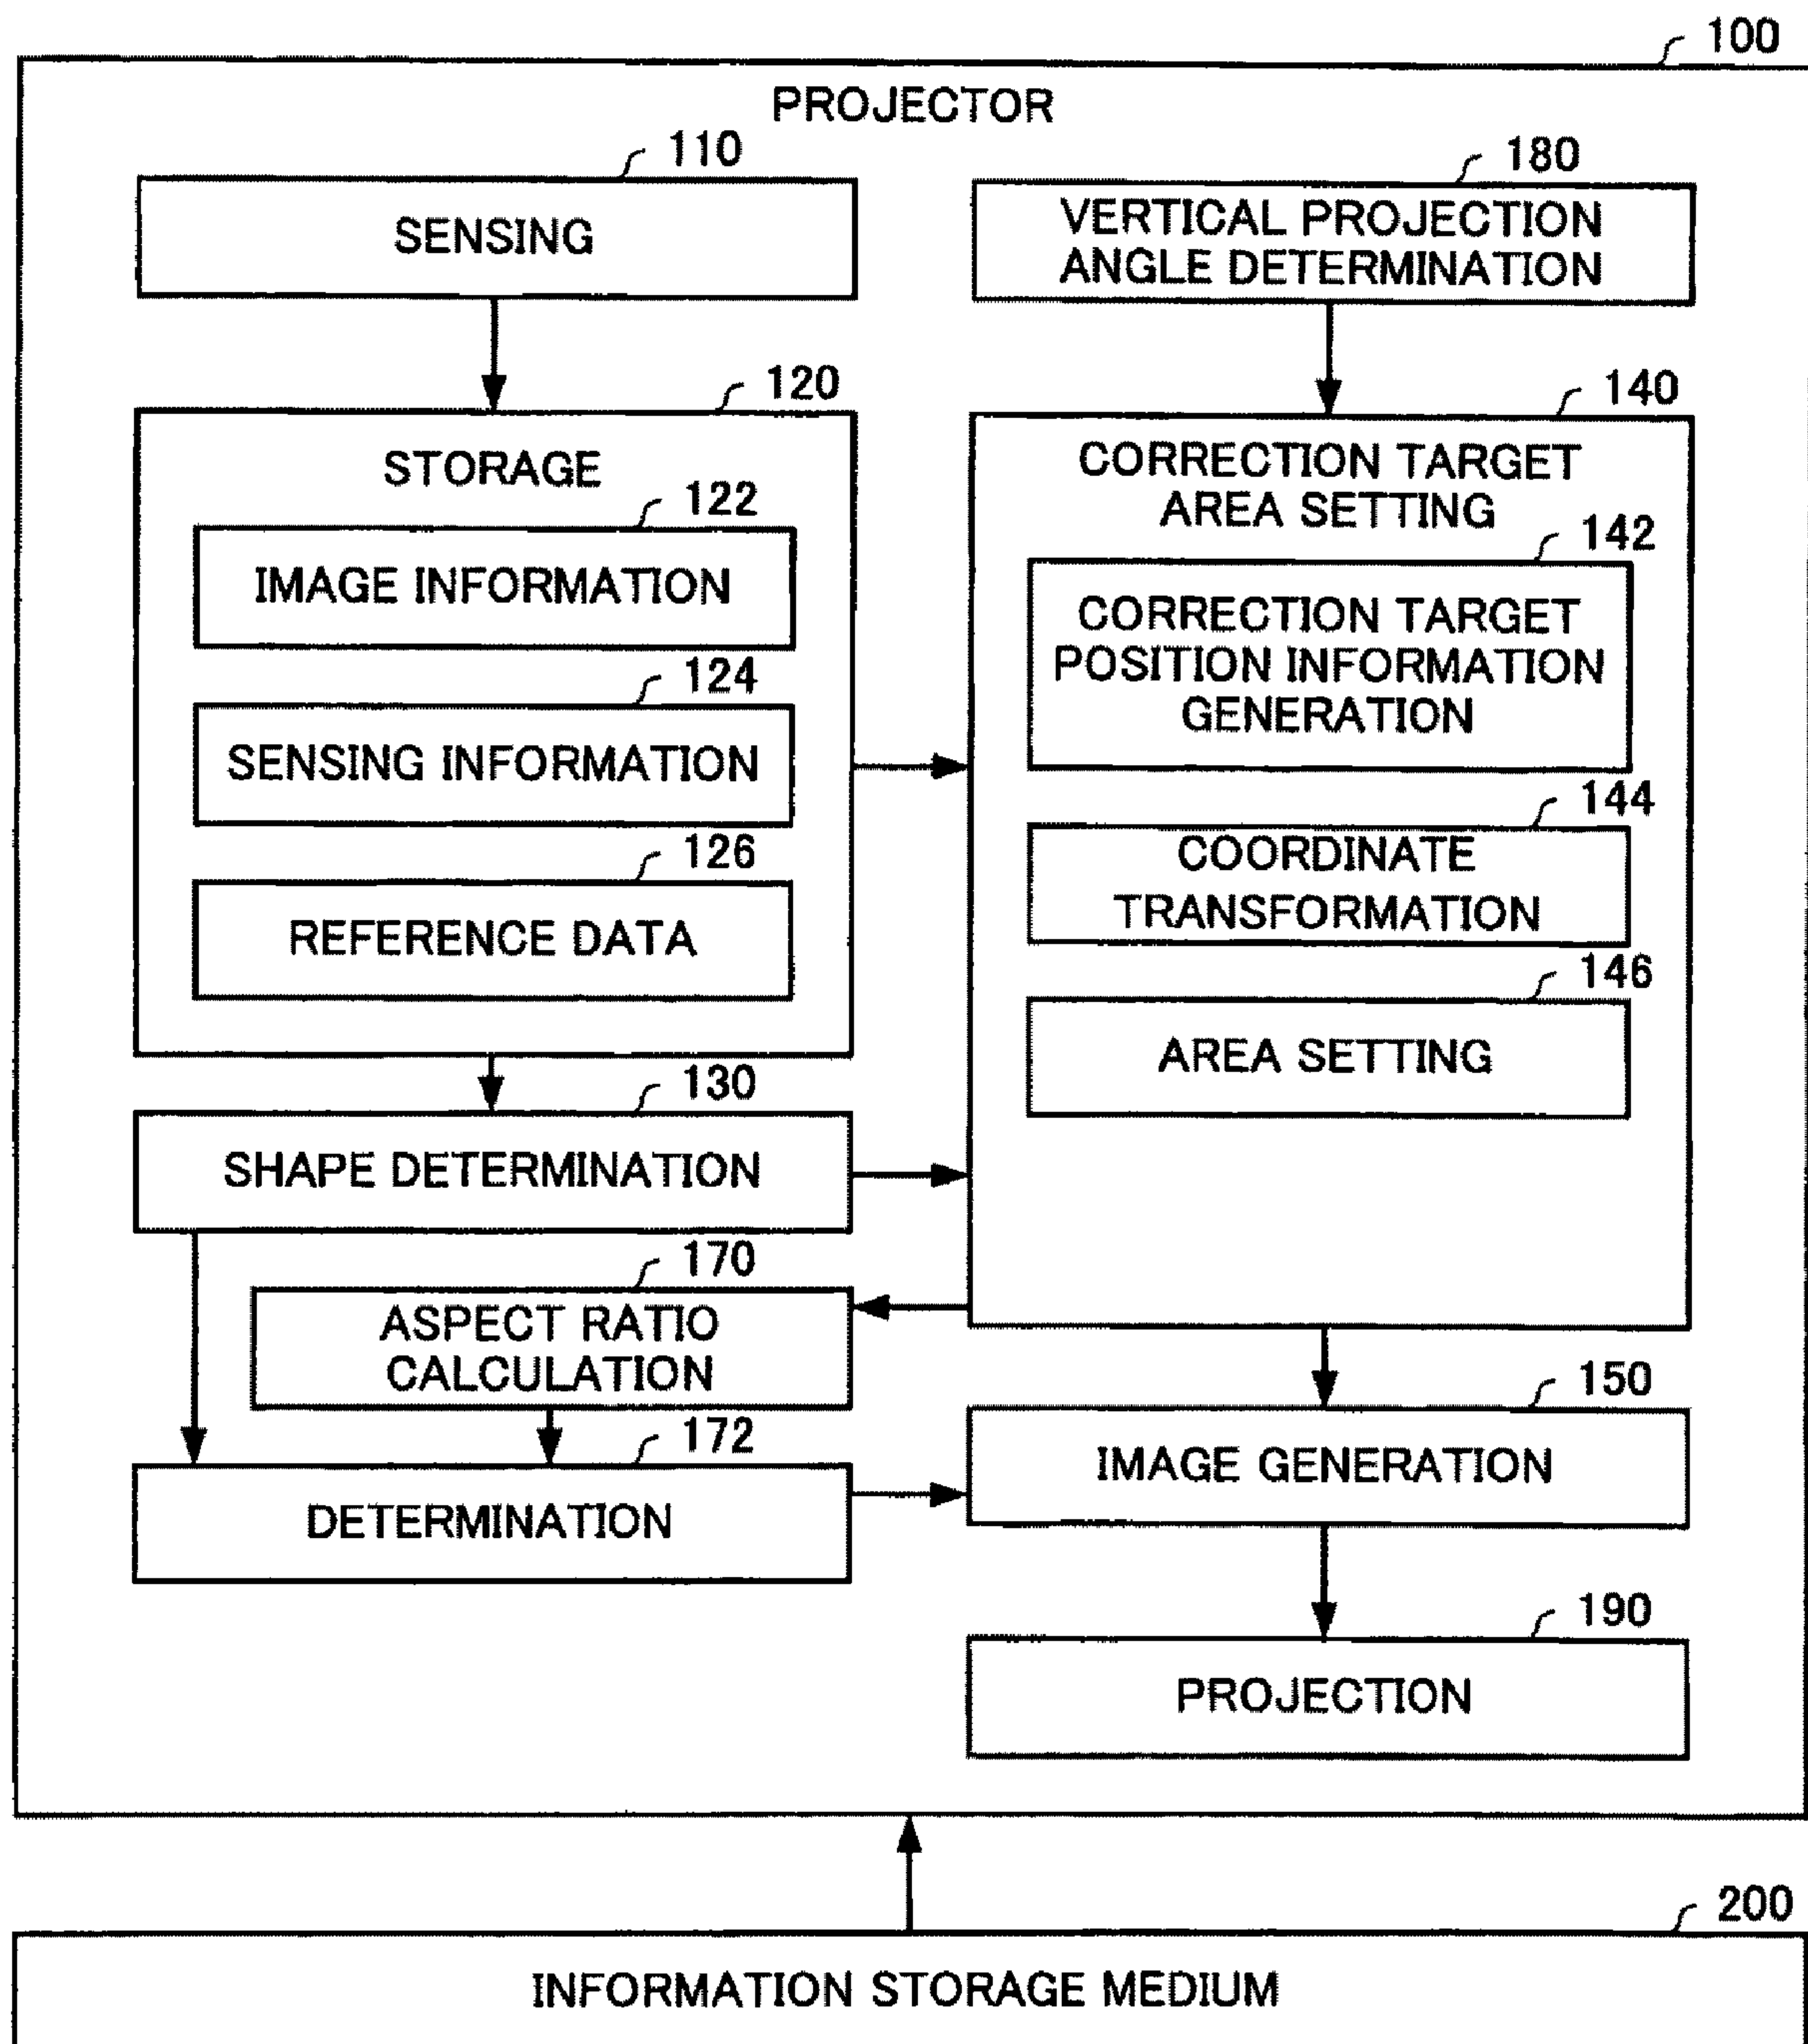 100
PROJECTOR
110
SENSING
180
VERTICAL PROJECTION
ANGLE DETERMINATION
120
STORAGE
122
IMAGE INFORMATION
124
SENSING INFORMATION
126
REFERENCE DATA
140
CORRECTION TARGET
AREA SETTING
142
CORRECTION TARGET
POSITION INFORMATION
GENERATION
144
COORDINATE
TRANSFORMATION
146
AREA SETTING
130
SHAPE DETERMINATION
170
ASPECT RATIO
CALCULATION
172
DETERMINATION
150
IMAGE GENERATION
190
PROJECTION
200
INFORMATION STORAGE MEDIUM